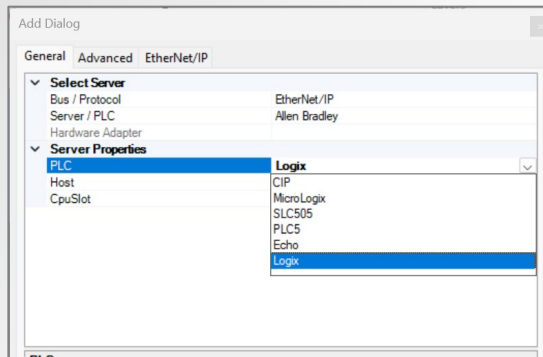 Add Dialog
General Advanced EtherNet/IP
Select Server
Bus / Protocol EtherNet/IP
Server / PLC Allen Bradley
Hardware Adapter
Server Properties
PLC Logix
Host
CpuSlot
CIP
MicroLogix
SLC505
PLC5
Echo
Logix